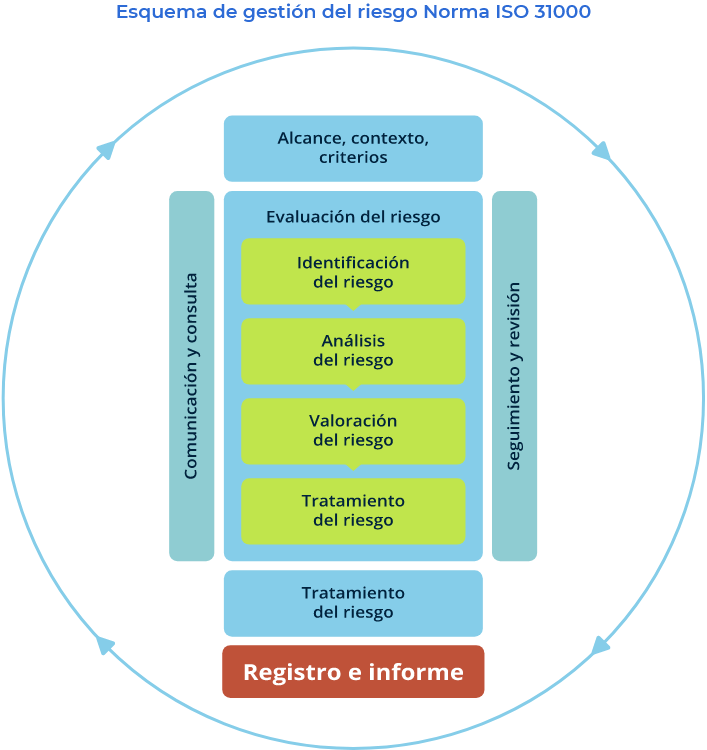 Esquema de gestión del riesgo Norma ISO 31000
Alcance, contexto,
criterios
Comunicación y consulta
Evaluación del riesgo
Identificación
del riesgo
Análisis
del riesgo
Valoración
del riesgo
Tratamiento
del riesgo
Seguimiento y revisión
Tratamiento
del riesgo
Registro e informe